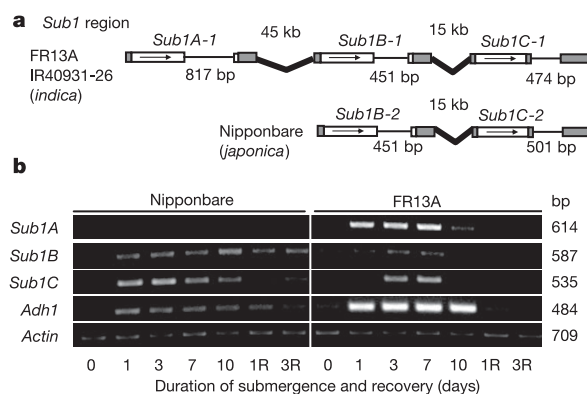 a
Sub1 region
FR13A
IR40931-26
(indica)
Sub1A-1 45 kb Sub1B-1 15 kb Sub1C-1
817 bp 451 bp 474 bp
Nipponbare
(japonica)
Sub1B-2 15 kb Sub1C-2
451 bp 501 bp
b
Nipponbare FR13A bp
Sub1A 614
Sub1B 587
Sub1C 535
Adh1 484
Actin 709
0 1 3 7 10 1R 3R 0 1 3 7 10 1R 3R
Duration of submergence and recovery (days)